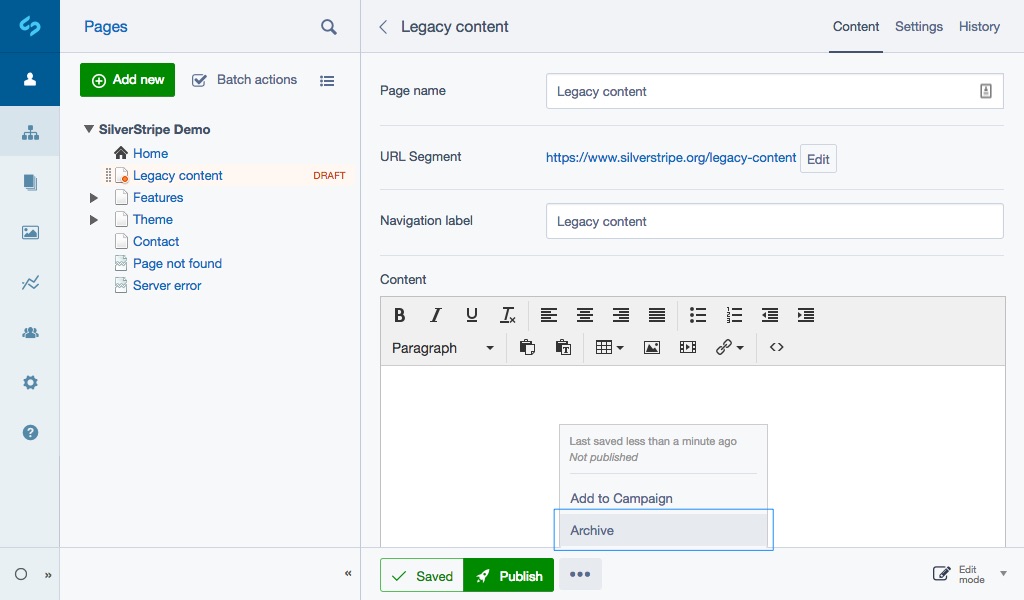 Pages
Legacy content
Content
Settings
History
Add new
Batch actions
SilverStripe Demo
Home
Legacy content
DRAFT
Features
Theme
Contact
Page not found
Server error
Page name
Legacy content
URL Segment
https://www.silverstripe.org/legacy-content
Edit
Navigation label
Legacy content
Content
B I U Tx
Paragraph
Last saved less than a minute ago
Not published
Add to Campaign
Archive
Saved
Publish
Edit
mode